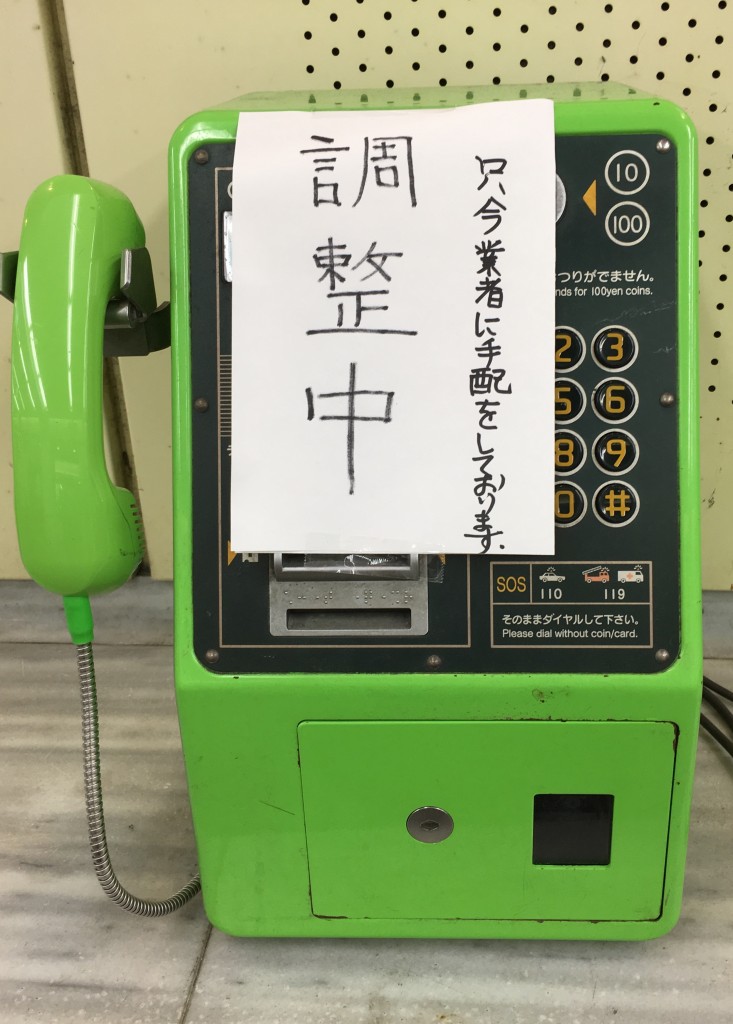 調整中
只今業者に手配をしております.
10
100
つりがでません。
nds for 100yen coins.
2 3
5 6
8 9
0 #
SOS
110 119
そのままダイヤルして下さい。
Please dial without coin/card.